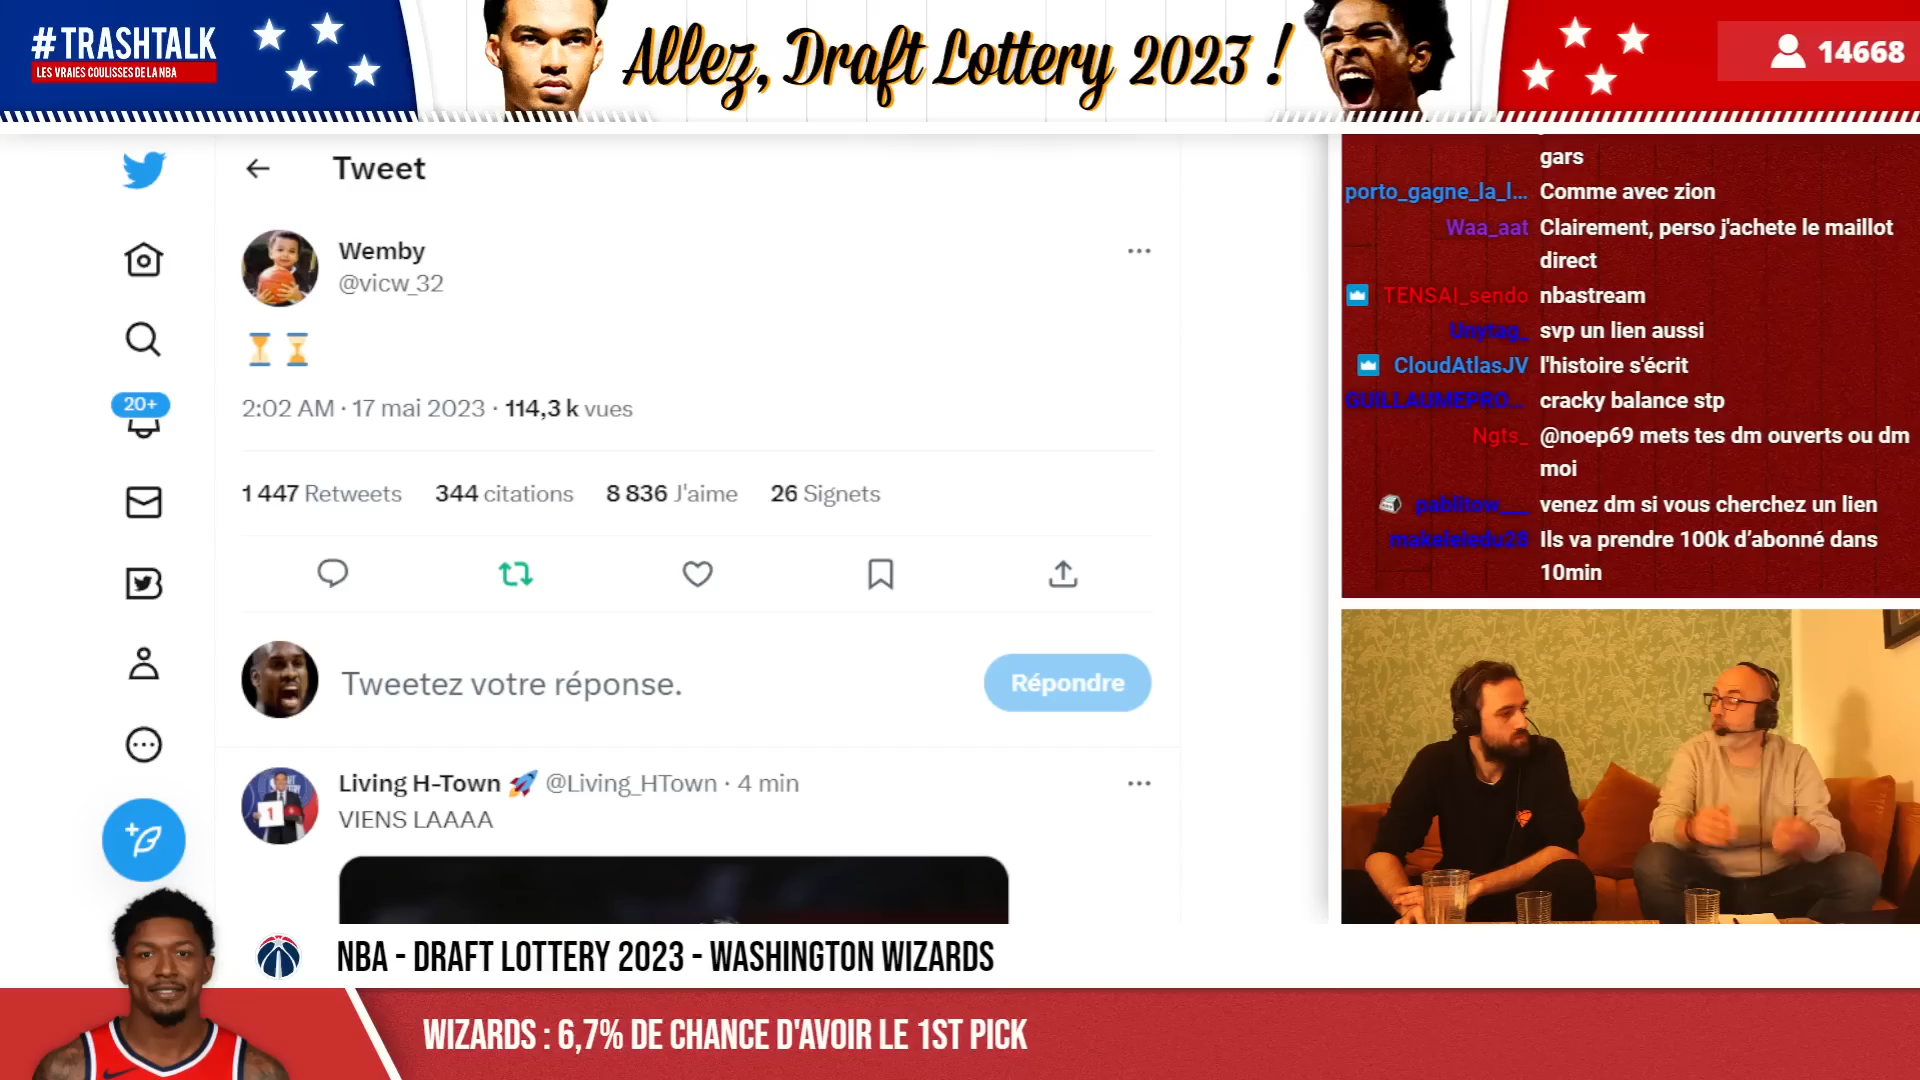 #TRASHTALK
LES VRAIES COULISSES DE LA NBA
Allez, Draft Lottery 2023 !
14668
Tweet
Wemby
@vicw_32
2:02 AM · 17 mai 2023 · 114,3 k vues
1 447 Retweets 344 citations 8 836 J'aime 26 Signets
20+
Tweetez votre réponse.
Répondre
Living H-Town 🚀 @Living_HTown · 4 min
VIENS LAAAA
gars
porto_gagne_la_l... Comme avec zion
Waa_aat Clairement, perso j'achete le maillot
direct
TENSAI_sendo nbastream
Unytag_ svp un lien aussi
CloudAtlasJV l'histoire s'écrit
GUILLAUMEPRO... cracky balance stp
Ngts_ @noep69 mets tes dm ouverts ou dm
moi
pablitow___ venez dm si vous cherchez un lien
makeleledu28 Ils va prendre 100k d'abonné dans
10min
NBA - DRAFT LOTTERY 2023 - WASHINGTON WIZARDS
WIZARDS : 6,7% DE CHANCE D'AVOIR LE 1ST PICK